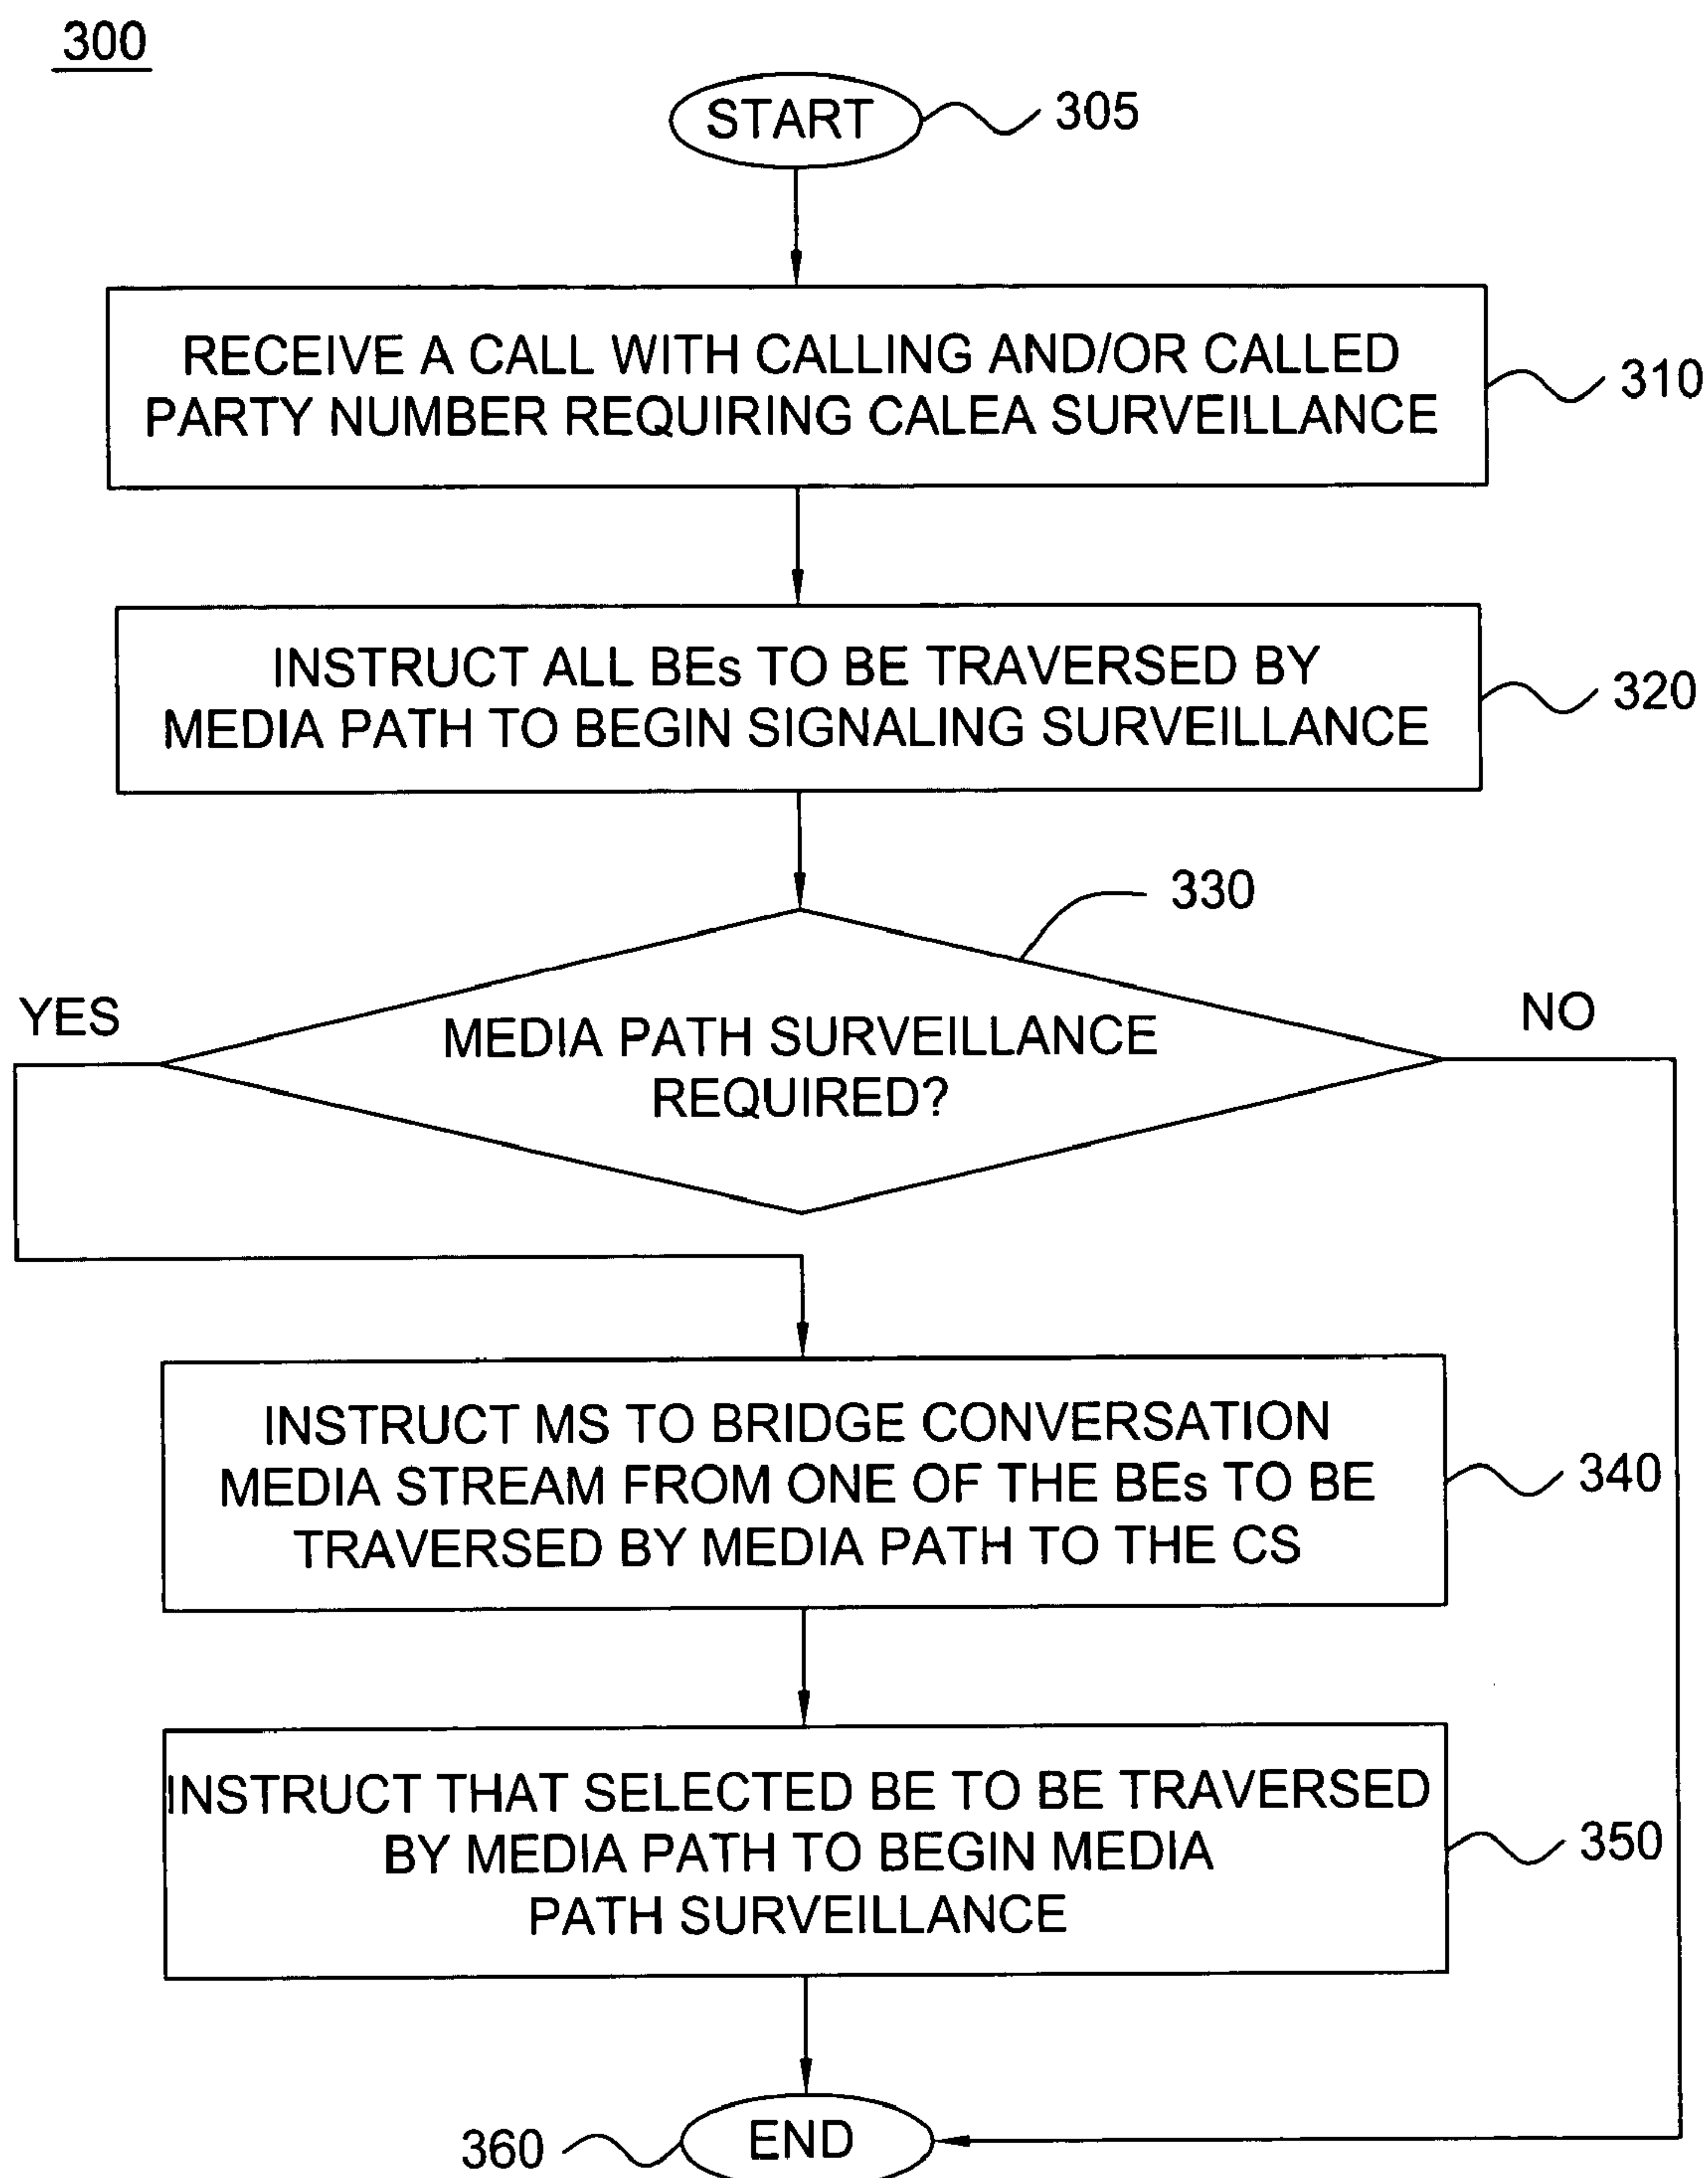 300
START
305
RECEIVE A CALL WITH CALLING AND/OR CALLED
PARTY NUMBER REQUIRING CALEA SURVEILLANCE
310
INSTRUCT ALL BEs TO BE TRAVERSED BY
MEDIA PATH TO BEGIN SIGNALING SURVEILLANCE
320
330
YES
NO
MEDIA PATH SURVEILLANCE
REQUIRED?
INSTRUCT MS TO BRIDGE CONVERSATION
MEDIA STREAM FROM ONE OF THE BEs TO BE
TRAVERSED BY MEDIA PATH TO THE CS
340
INSTRUCT THAT SELECTED BE TO BE TRAVERSED
BY MEDIA PATH TO BEGIN MEDIA
PATH SURVEILLANCE
350
END
360